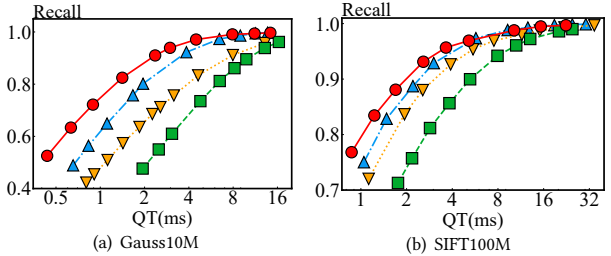 Recall
1.0
0.8
0.6
0.4
0.5 1 2 4 8 16
QT(ms)
(a) Gauss10M
Recall
1.0
0.9
0.8
0.7
1 2 4 8 16 32
QT(ms)
(b) SIFT100M